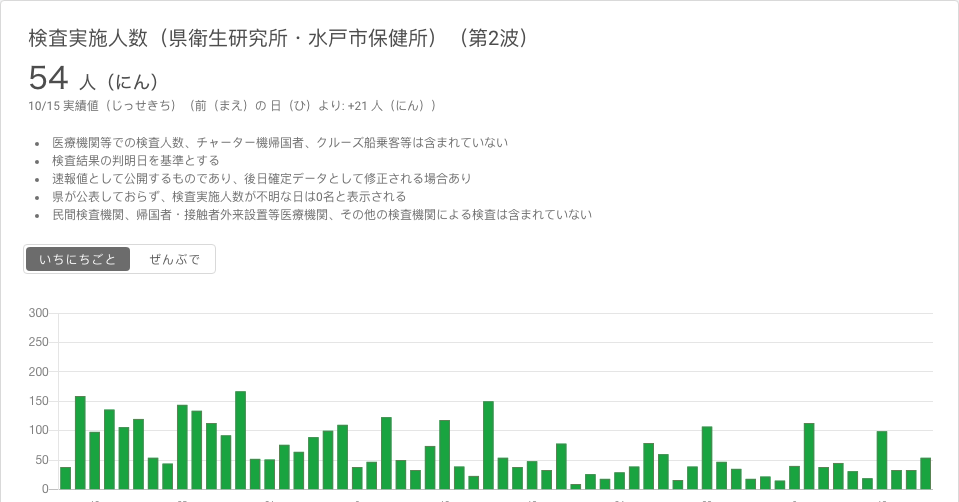 検査実施人数（県衛生研究所・水戸市保健所）（第2波）
54 人（にん）
10/15 実績値（じっせきち）（前（まえ）の 日（ひ）より: +21 人（にん））
医療機関等での検査人数、チャーター機帰国者、クルーズ船乗客等は含まれていない
検査結果の判明日を基準とする
速報値として公開するものであり、後日確定データとして修正される場合あり
県が公表しておらず、検査実施人数が不明な日は0名と表示される
民間検査機関、帰国者・接触者外来設置等医療機関、その他の検査機関による検査は含まれていない
いちにちごと ぜんぶで
300
250
200
150
100
50
0